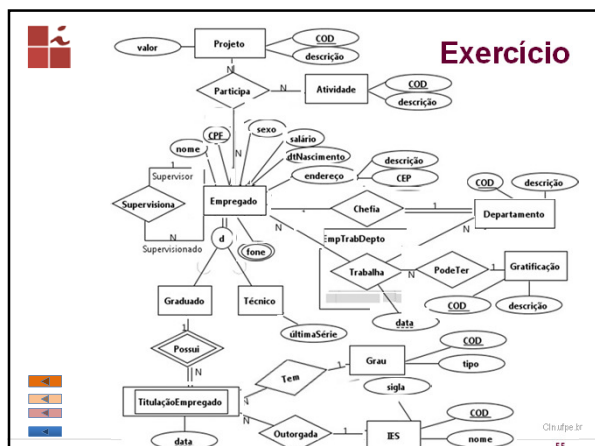 Exercício
Projeto
valor
COD
descrição
N
Participa
N
Atividade
COD
descrição
N
sexo
CPF
salário
nome
dtNascimento
descrição
endereço
CEP
1
Supervisor
Supervisiona
Empregado
Chefia
1
COD
descrição
Departamento
N
Supervisionado
d
fone
N
EmpTrabDepto
N
Trabalha
N
PodeTer
1
Gratificação
COD
descrição
data
Graduado
Técnico
últimaSérie
1
Possui
N
TitulaçãoEmpregado
data
Tem
1
Grau
COD
tipo
sigla
N
Outorgada
1
IES
COD
nome
CIn.ufpe.br
55